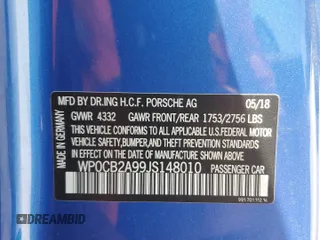 MFD BY DR.ING H.C.F. PORSCHE AG 05/18
GVWR 4332 GAWR FRONT/REAR 1753/2756 LBS
THIS VEHICLE CONFORMS TO ALL APPLICABLE FEDERAL MOTOR
VEHICLE SAFETY, BUMPER, AND THEFT PREVENTION
STANDARDS IN EFFECT ON THE DATE OF
MANUFACTURE SHOWN ABOVE.
WP0CB2A99JS148010 PASSENGER CAR
MADE IN GERMANY
DREAMBID